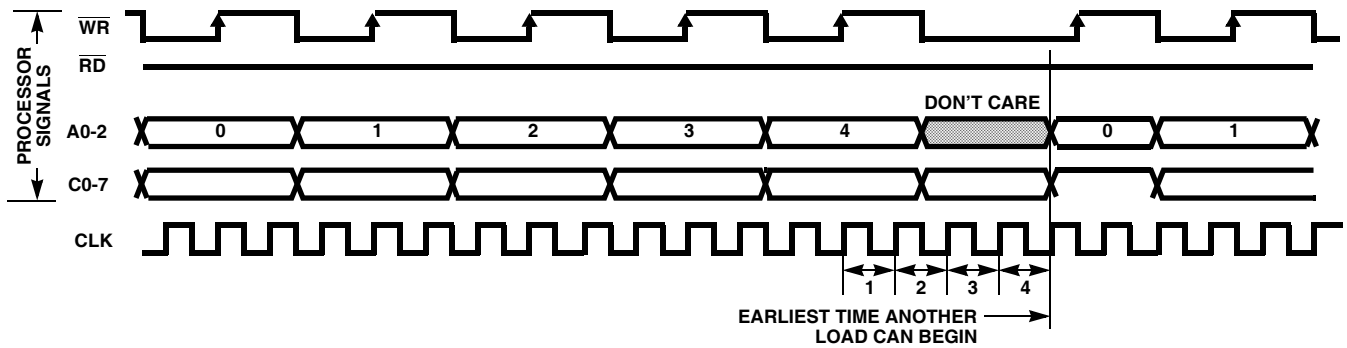 PROCESSOR
SIGNALS
WR
RD
DON'T CARE
A0-2 0 1 2 3 4 0 1
C0-7
CLK
1 2 3 4
EARLIEST TIME ANOTHER
LOAD CAN BEGIN